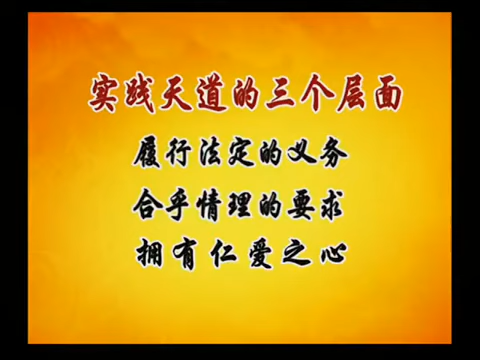 实践天道的三个层面
履行法定的义务
合乎情理的要求
拥有仁爱之心